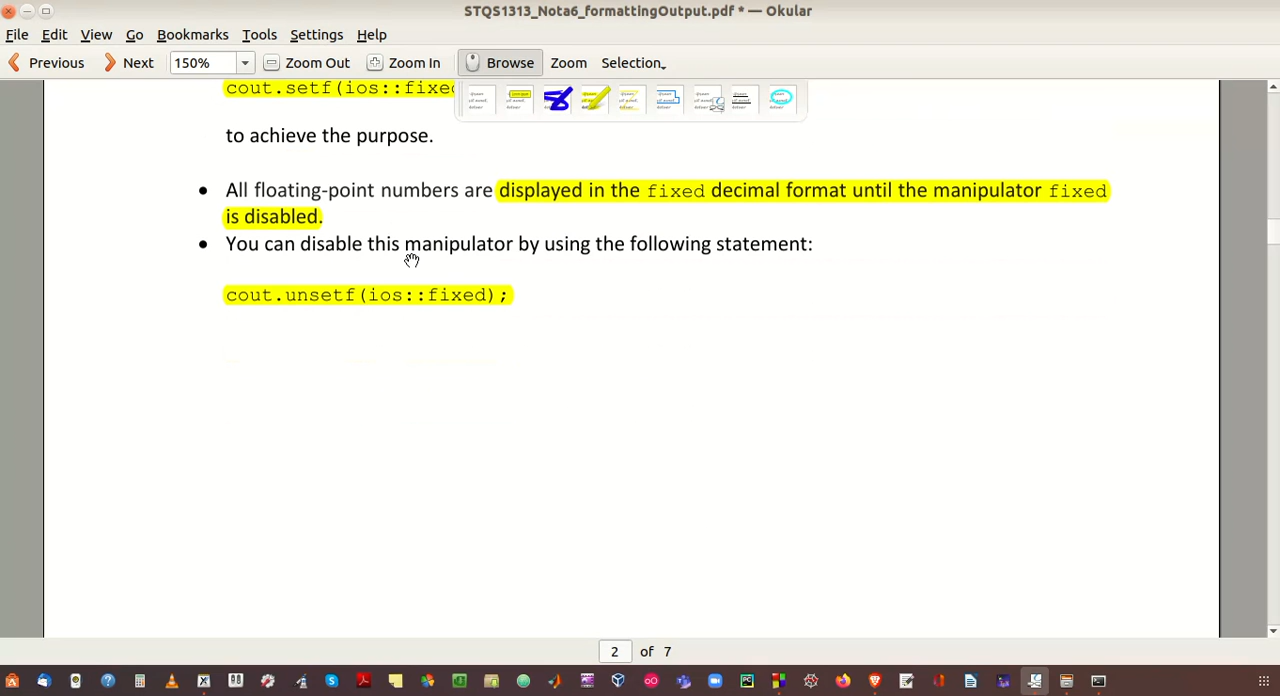 STQS1313_Nota6_formattingOutput.pdf * — Okular
File Edit View Go Bookmarks Tools Settings Help
Previous Next 150% Zoom Out Zoom In Browse Zoom Selection
cout.setf(ios::fixed
to achieve the purpose.
• All floating-point numbers are displayed in the fixed decimal format until the manipulator fixed
is disabled.
• You can disable this manipulator by using the following statement:
cout.unsetf(ios::fixed);
2 of 7